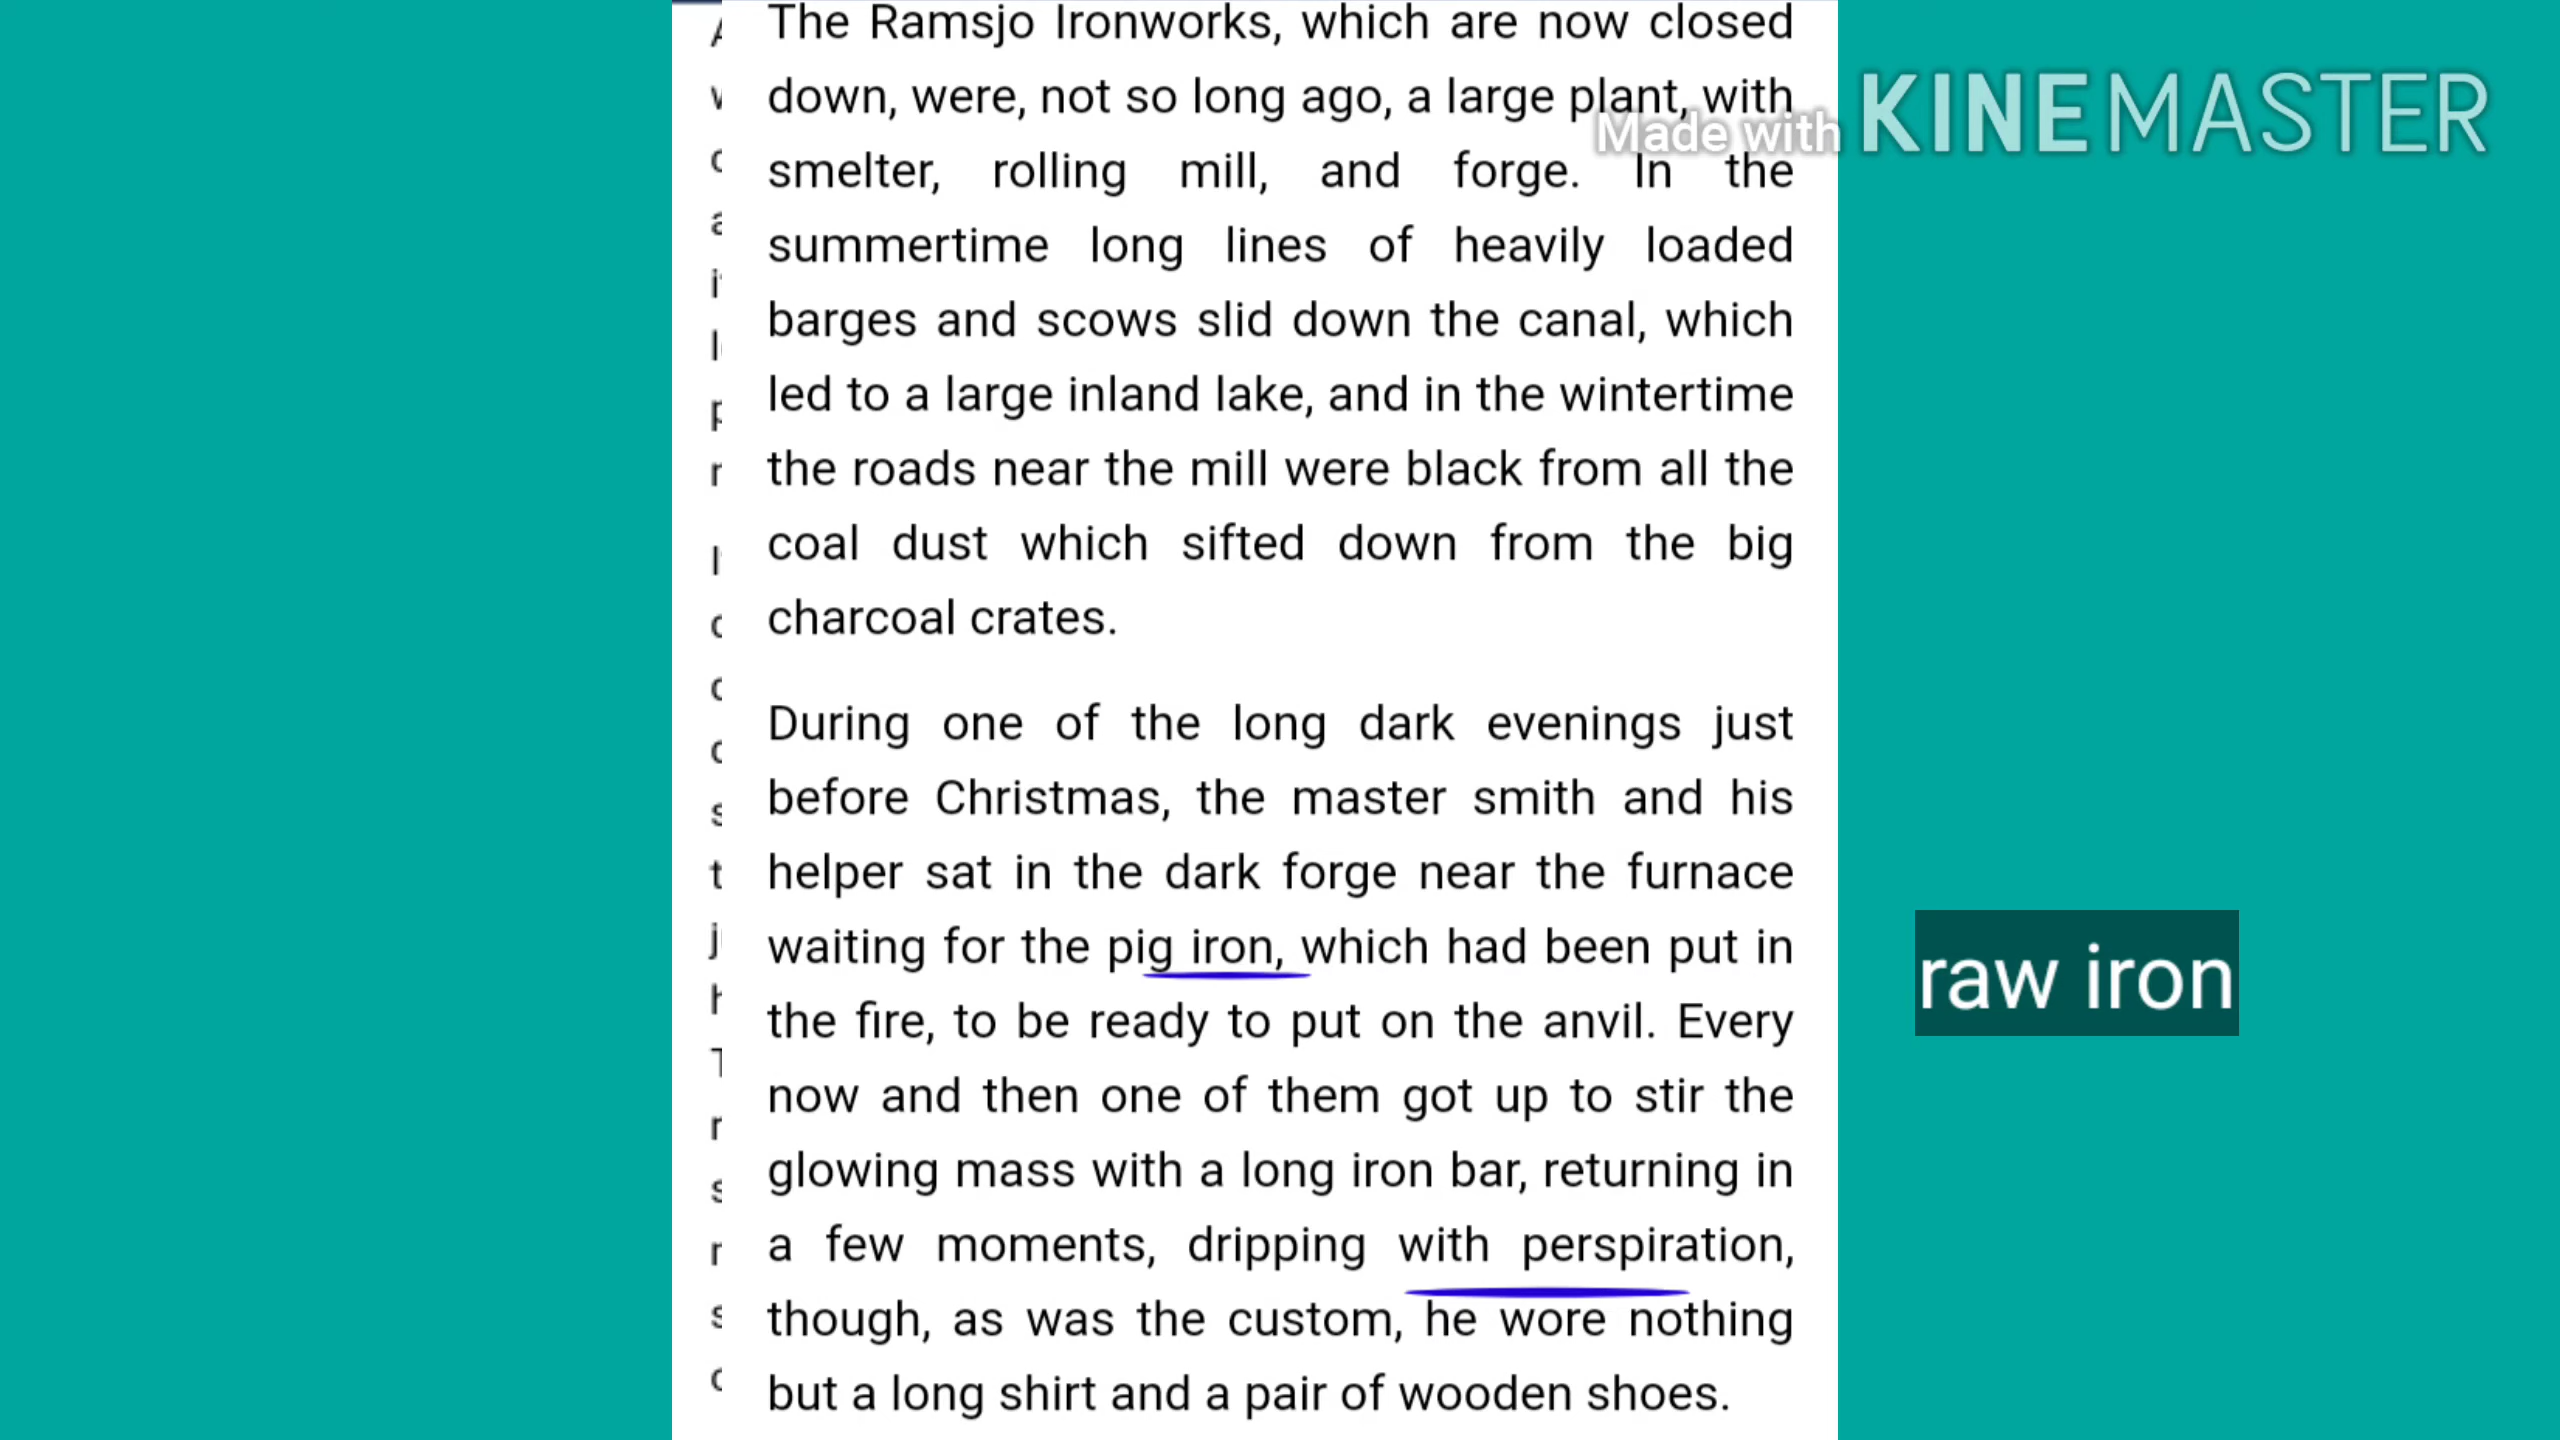 The Ramsjo Ironworks, which are now closed
down, were, not so long ago, a large plant, with
Made with KINEMASTER
smelter, rolling mill, and forge. In the
summertime long lines of heavily loaded
barges and scows slid down the canal, which
led to a large inland lake, and in the wintertime
the roads near the mill were black from all the
coal dust which sifted down from the big
charcoal crates.
During one of the long dark evenings just
before Christmas, the master smith and his
helper sat in the dark forge near the furnace
waiting for the pig iron, which had been put in
raw iron
the fire, to be ready to put on the anvil. Every
now and then one of them got up to stir the
glowing mass with a long iron bar, returning in
a few moments, dripping with perspiration,
though, as was the custom, he wore nothing
but a long shirt and a pair of wooden shoes.